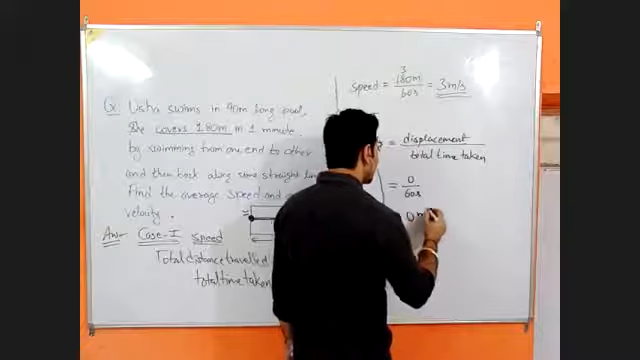 Q: Usha swims in 90m long pool,
She covers 180m in 1 minute
by swimming from one end to other
and then back along same straight
Find the average speed and
velocity.
Ans- Case-I speed
Total distance travelled
total time taken
3
speed = 180m / 60s = 3m/s
= displacement / total time taken
= 0 / 60s
0 m